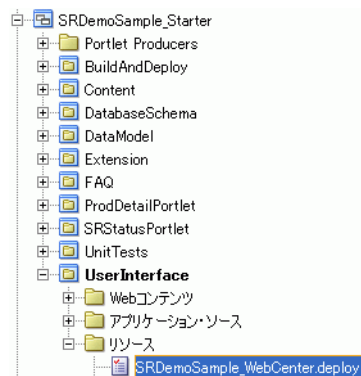 SRDemoSample_Starter
Portlet Producers
BuildAndDeploy
Content
DatabaseSchema
DataModel
Extension
FAQ
ProdDetailPortlet
SRStatusPortlet
UnitTests
UserInterface
Webコンテンツ
アプリケーション・ソース
リソース
SRDemoSample_WebCenter.deploy